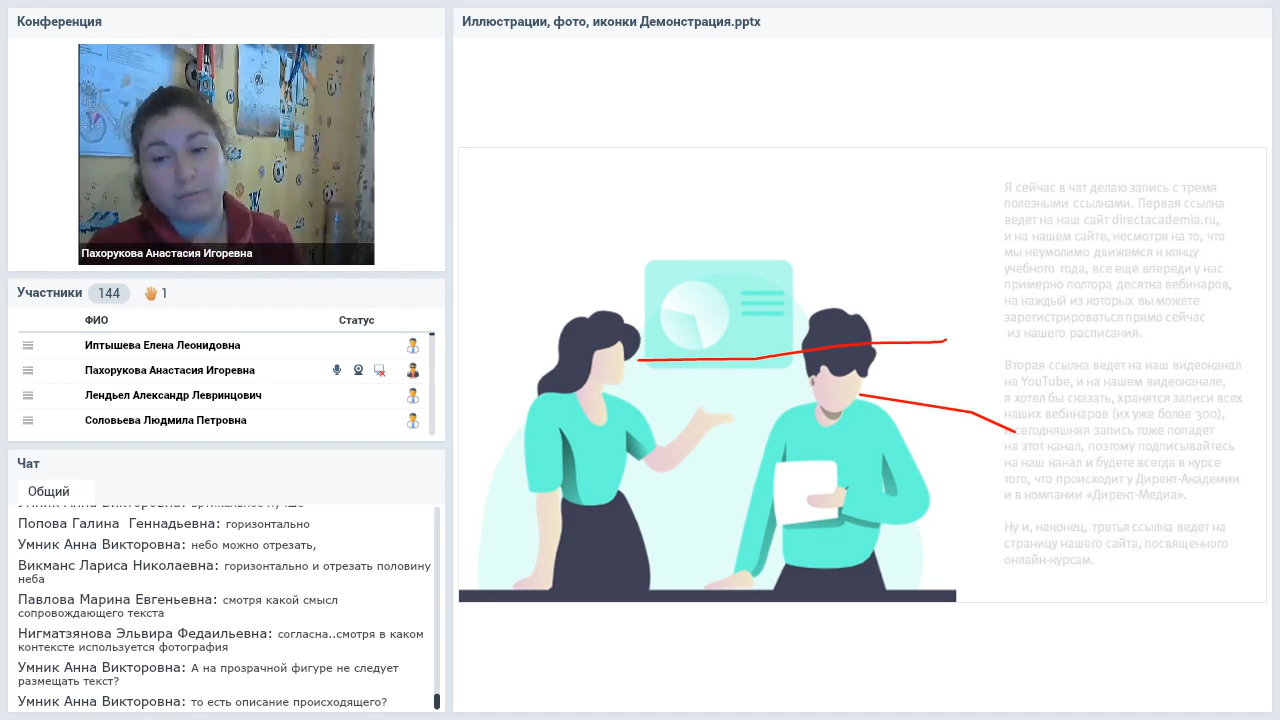 Конференция
Пахорукова Анастасия Игоревна
Участники 144 1
ФИО Статус
Иптышева Елена Леонидовна
Пахорукова Анастасия Игоревна
Лендьел Александр Левринцович
Соловьева Людмила Петровна
Чат
Общий
Попова Галина Геннадьевна: горизонтально
Умник Анна Викторовна: небо можно отрезать,
Викманс Лариса Николаевна: горизонтально и отрезать половину
неба
Павлова Марина Евгеньевна: смотря какой смысл
сопровождающего текста
Нигматзянова Эльвира Федаильевна: согласна..смотря в каком
контексте используется фотография
Умник Анна Викторовна: А на прозрачной фигуре не следует
размещать текст?
Умник Анна Викторовна: то есть описание происходящего?
Иллюстрации, фото, иконки Демонстрация.pptx
Я сейчас в чат делаю запись с тремя
полезными ссылками. Первая ссылка
ведет на наш сайт directacademia.ru,
и на нашем сайте, несмотря на то, что
мы неумолимо движемся к концу
учебного года, все еще впереди у нас
примерно полтора десятка вебинаров,
на каждый из которых вы можете
зарегистрироваться прямо сейчас
из нашего расписания.
Вторая ссылка ведет на наш видеоканал
на YouTube, и на нашем видеоканале,
я хотел бы сказать, хранятся записи всех
наших вебинаров (их уже более 300),
и сегодняшняя запись тоже попадет
на этот канал, поэтому подписывайтесь
на наш канал и будете всегда в курсе
того, что происходит у Директ-Академии
и в компании «Директ-Медиа».
Ну и, наконец, третья ссылка ведет на
страницу нашего сайта, посвященного
онлайн-курсам.